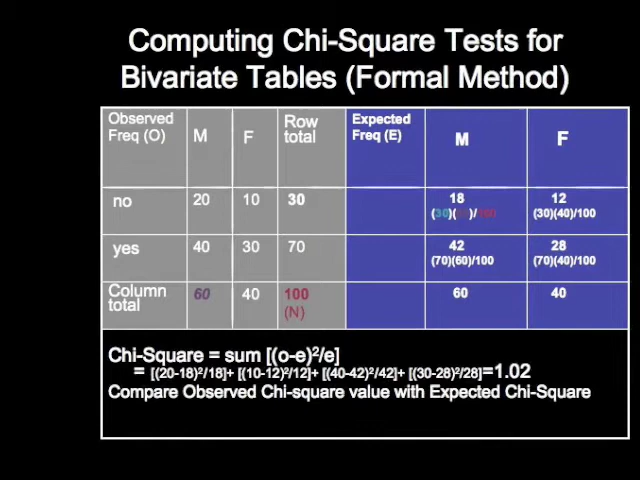 Computing Chi-Square Tests for
Bivariate Tables (Formal Method)
Observed Freq (O) M F Row total Expected Freq (E) M F
no 20 10 30 18 12
(30)( )/100 (30)(40)/100
yes 40 30 70 42 28
(70)(60)/100 (70)(40)/100
Column total 60 40 100 (N) 60 40
Chi-Square = sum [(o-e)²/e]
= [(20-18)²/18]+ [(10-12)²/12]+ [(40-42)²/42]+ [(30-28)²/28]=1.02
Compare Observed Chi-square value with Expected Chi-Square